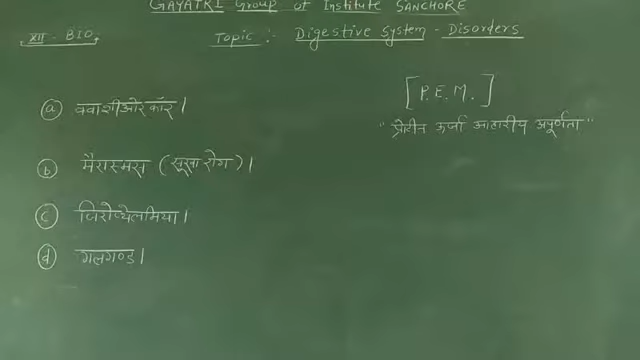 GAYATRI Group of Institute SANCHORE
XII - BIO
Topic :- Digestive System - Disorders
(a) क्वाशीओरकॉर।
[P.E.M.]
"प्रोटीन ऊर्जा आहारीय अपूर्णता"
(b) मैरास्मस (सूखा रोग)।
(c) जिरोप्थेलमिया।
(d) गलगण्ड।